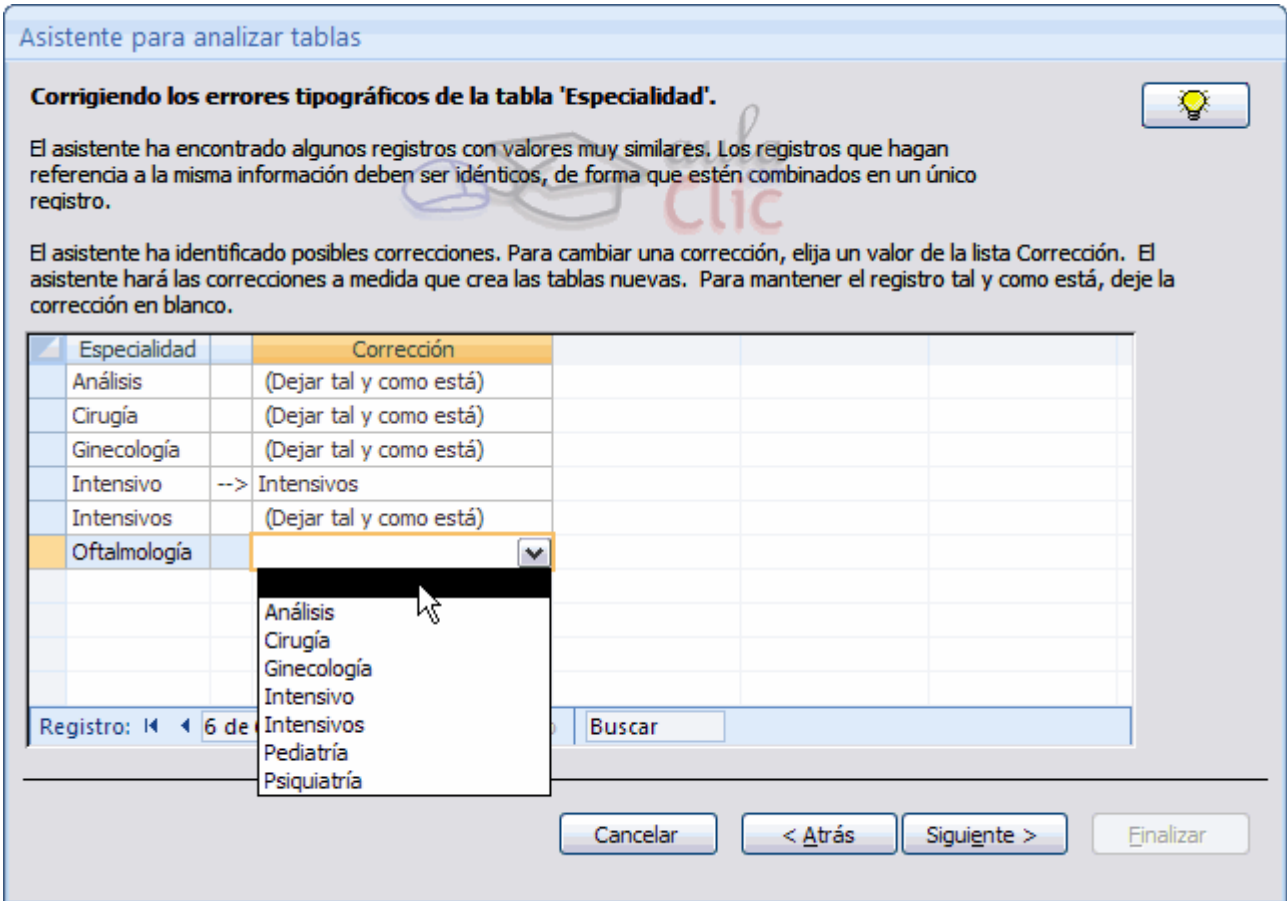 Asistente para analizar tablas
Corrigiendo los errores tipográficos de la tabla 'Especialidad'.
El asistente ha encontrado algunos registros con valores muy similares. Los registros que hagan
referencia a la misma información deben ser idénticos, de forma que estén combinados en un único
registro.
aula
Clic
El asistente ha identificado posibles correcciones. Para cambiar una corrección, elija un valor de la lista Corrección. El
asistente hará las correcciones a medida que crea las tablas nuevas. Para mantener el registro tal y como está, deje la
corrección en blanco.
Especialidad Corrección
Análisis (Dejar tal y como está)
Cirugía (Dejar tal y como está)
Ginecología (Dejar tal y como está)
Intensivo --> Intensivos
Intensivos (Dejar tal y como está)
Oftalmología
Análisis
Cirugía
Ginecología
Intensivo
Intensivos
Pediatría
Psiquiatría
Registro: 6 de
Buscar
Cancelar < Atrás Siguiente > Finalizar